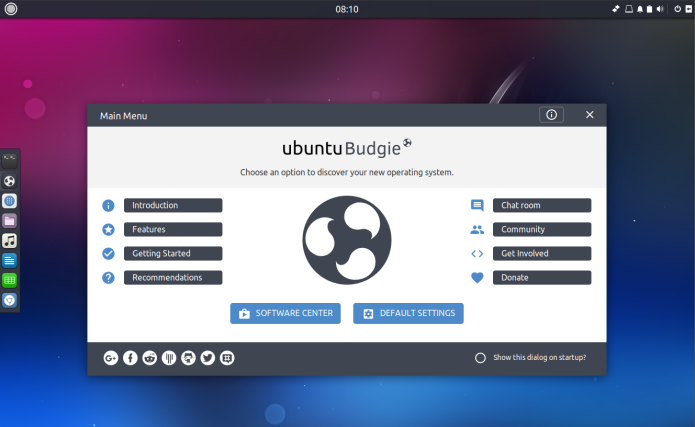 08:10
Main Menu
ubuntu Budgie
Choose an option to discover your new operating system.
Introduction
Chat room
Features
Community
Getting Started
Get Involved
Recommendations
Donate
SOFTWARE CENTER
DEFAULT SETTINGS
Show this dialog on startup?